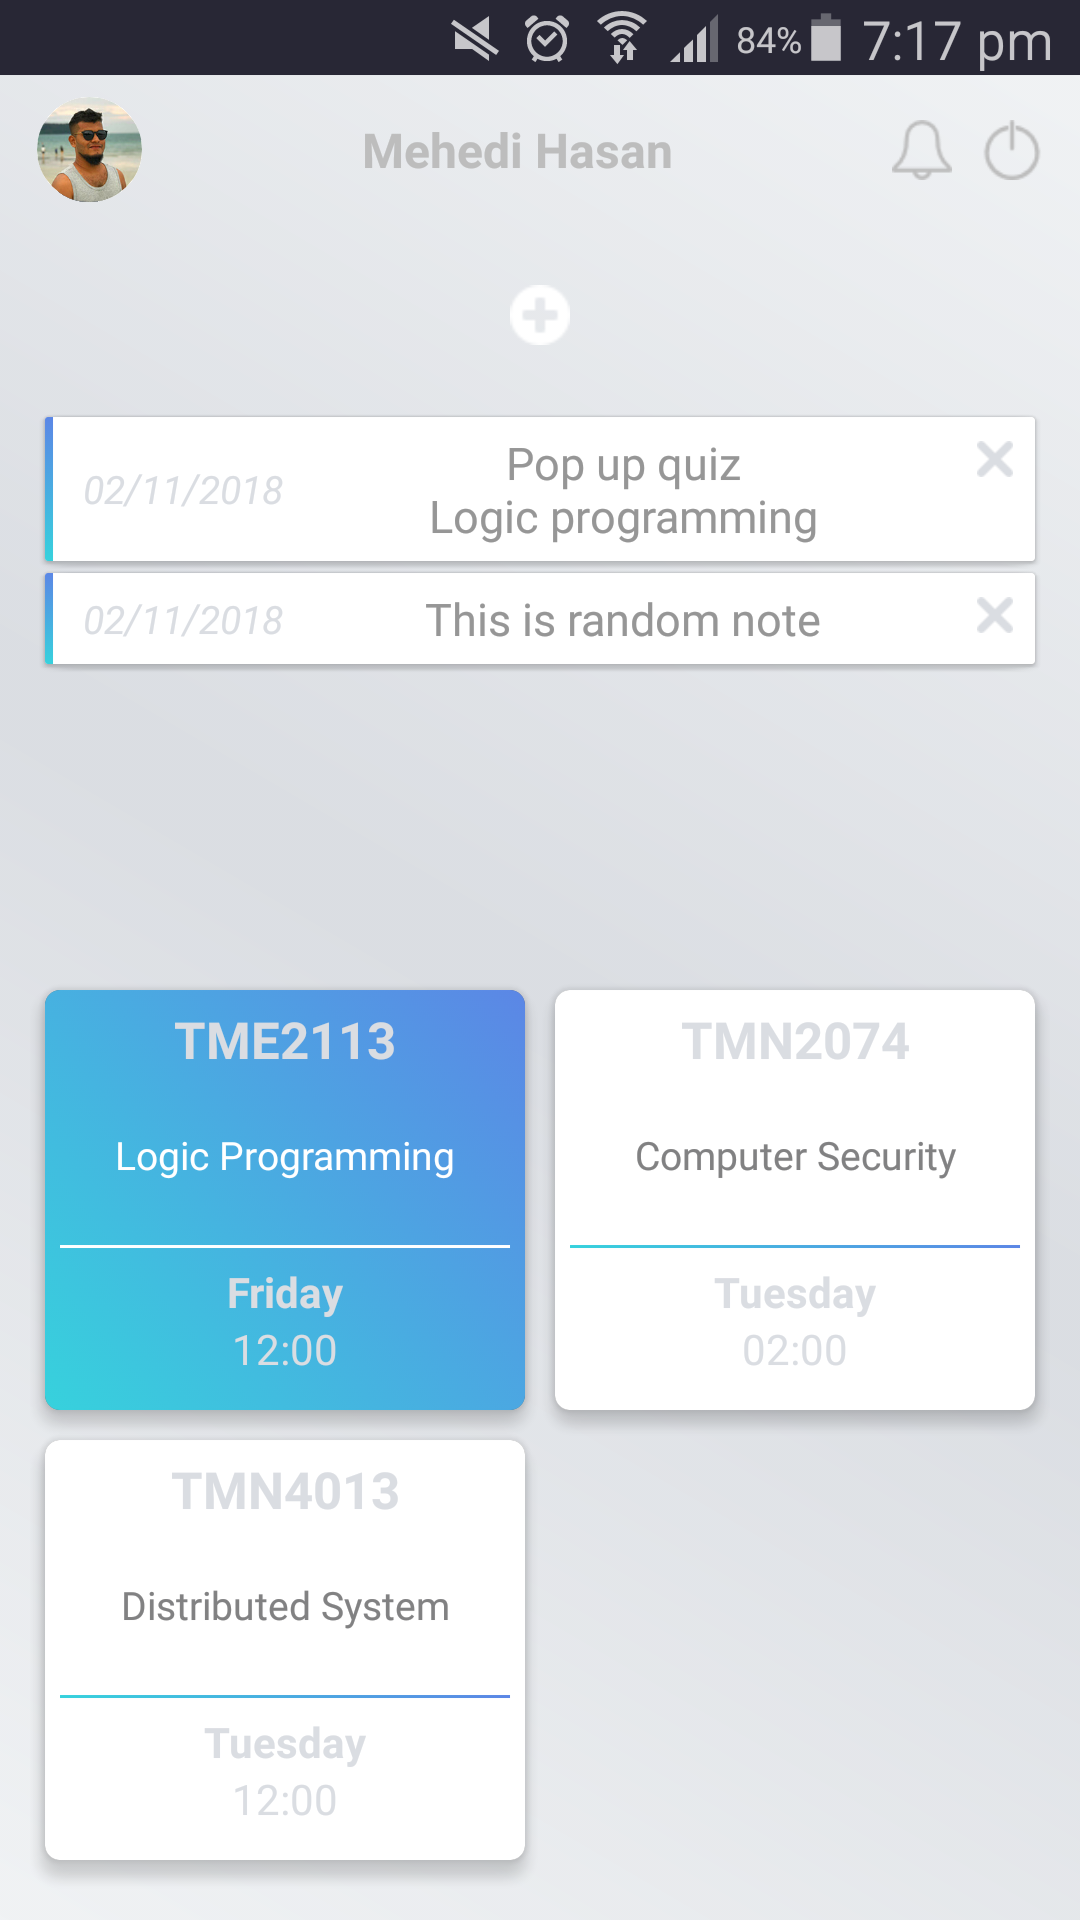 84% 7:17 pm
Mehedi Hasan
02/11/2018
Pop up quiz
Logic programming
02/11/2018
This is random note
TME2113
Logic Programming
Friday
12:00
TMN2074
Computer Security
Tuesday
02:00
TMN4013
Distributed System
Tuesday
12:00